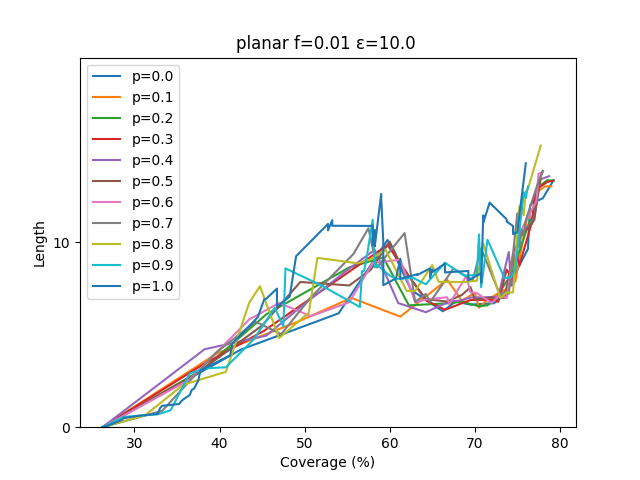 planar f=0.01 ε=10.0
p=0.0
p=0.1
p=0.2
p=0.3
p=0.4
p=0.5
p=0.6
p=0.7
p=0.8
p=0.9
p=1.0
Length
10
0
30 40 50 60 70 80
Coverage (%)